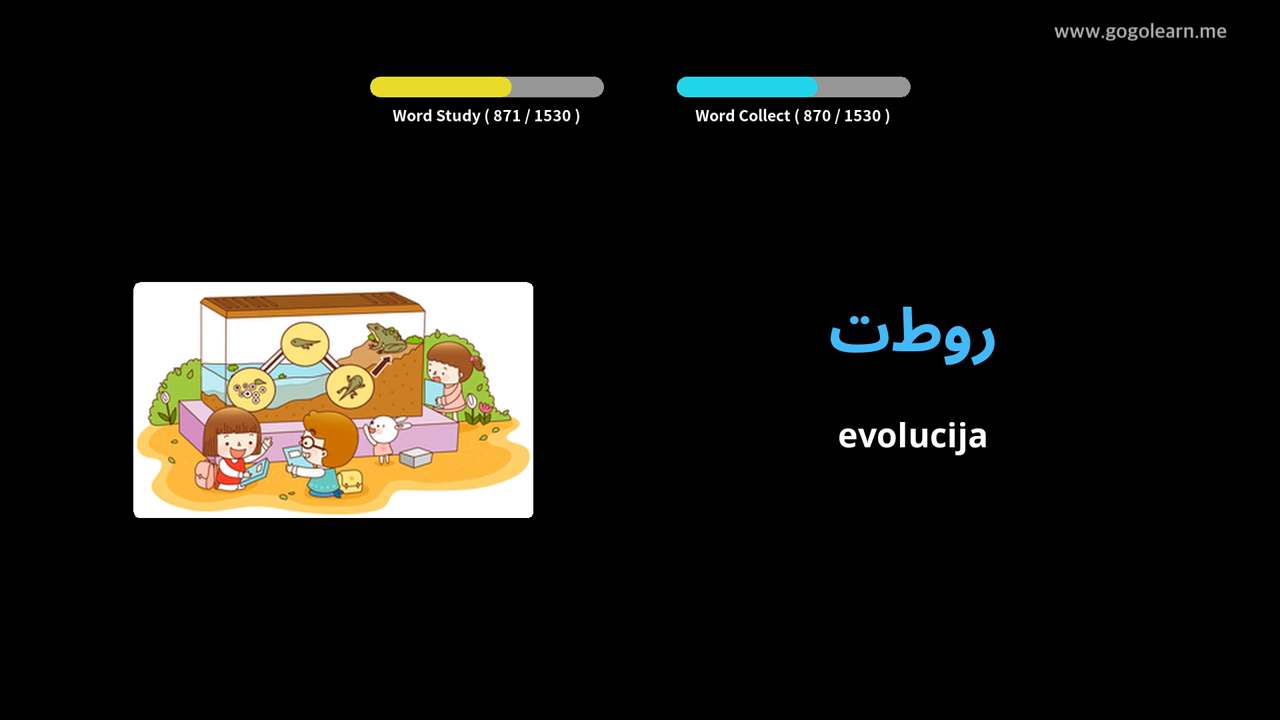 www.gogolearn.me
Word Study ( 871 / 1530 )
Word Collect ( 870 / 1530 )
روطت
evolucija